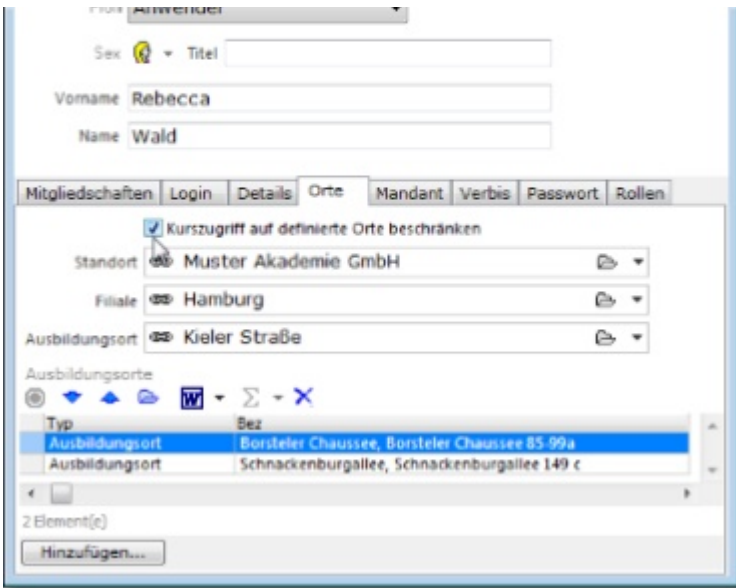 Profil Anwender
Sex Titel
Vorname Rebecca
Name Wald
Mitgliedschaften Login Details Orte Mandant Verbis Passwort Rollen
Kurszugriff auf definierte Orte beschränken
Standort Muster Akademie GmbH
Filiale Hamburg
Ausbildungsort Kieler Straße
Ausbildungsorte
W Σ
Typ Bez
Ausbildungsort Borsteler Chaussee, Borsteler Chaussee 85-99a
Ausbildungsort Schnackenburgallee, Schnackenburgallee 149 c
2 Element(e)
Hinzufügen...